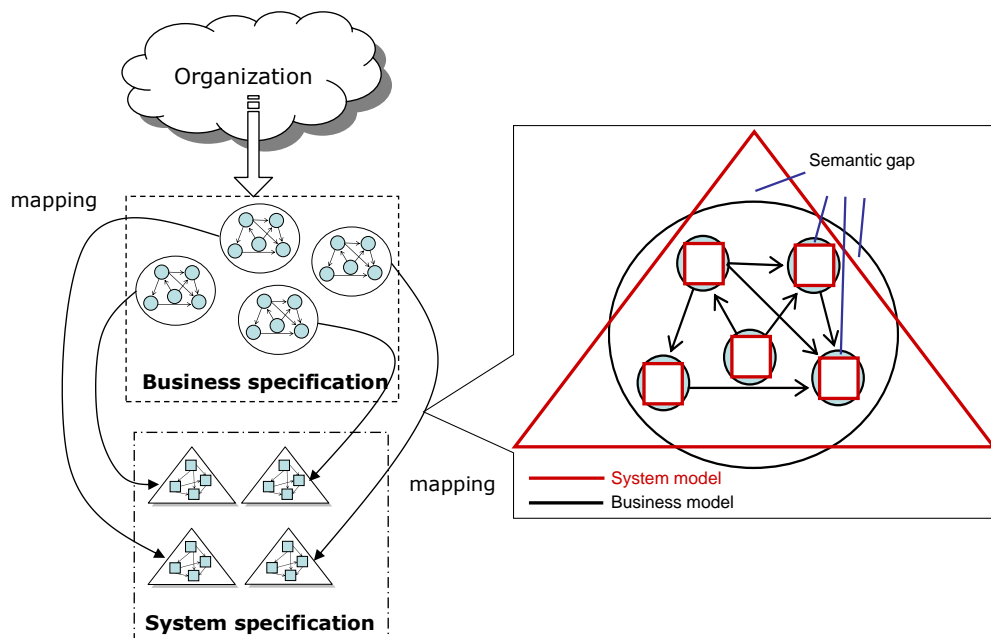 Organization
mapping
Business specification
mapping
System specification
Semantic gap
System model
Business model